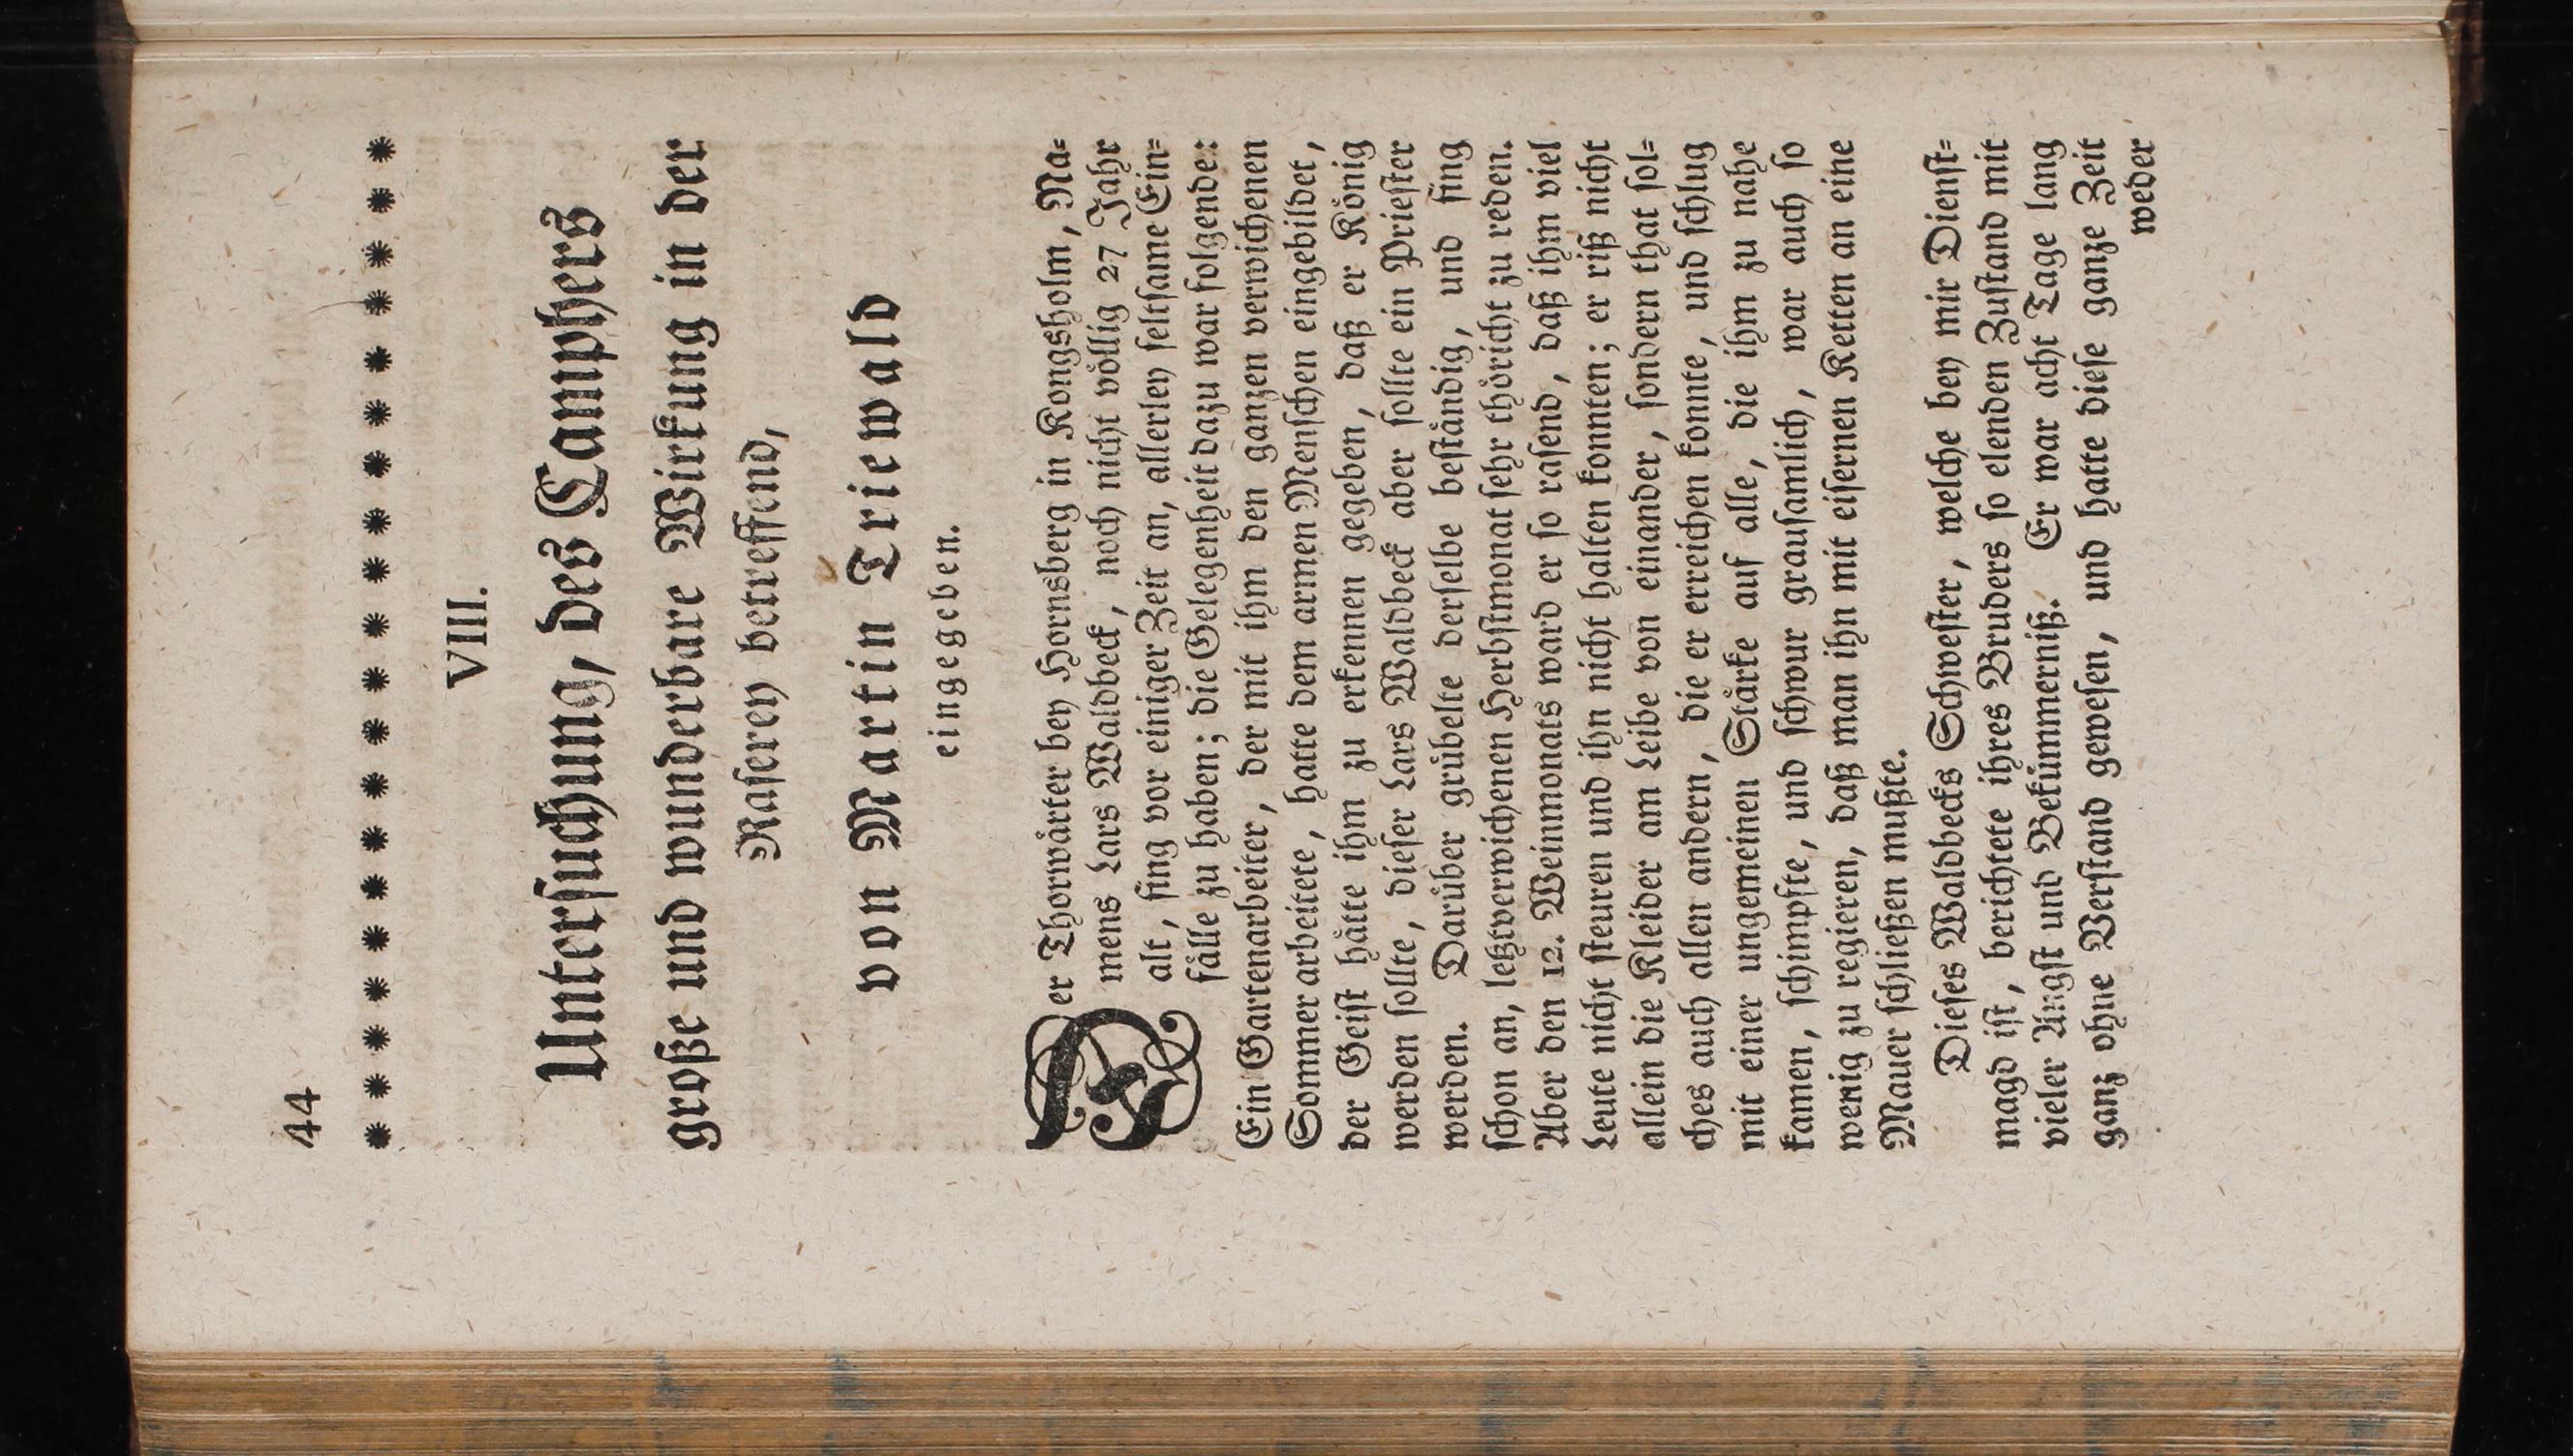 44
* * * * * * * * * * * * * * * * * * * *
VIII.
Untersuchung, des Camphers
große und wunderbare Wirkung in der
Raserey betreffend,
von Martin Triewald
eingegeben.
Der Thorwårter bey Hornsberg in Kongsholm, Na=
mens Lars Waldbeck, noch nicht völlig 27 Jahr
alt, fing vor einiger Zeit an, allerley seltsame Ein=
fälle zu haben; die Gelegenheit dazu war folgende:
Ein Gartenarbeiter, der mit ihm den ganzen verwichenen
Sommer arbeitete, hatte dem armen Menschen eingebildet,
der Geist hätte ihm zu erkennen gegeben, daß er König
werden sollte, dieser Lars Waldbeck aber sollte ein Priester
werden. Darüber grübelte derselbe beständig, und fing
schon an, letztverwichenen Herbstmonat sehr thöricht zu reden.
Aber den 12. Weinmonats ward er so rasend, daß ihm viel
Leute nicht steuren und ihn nicht halten konnten; er riß nicht
allein die Kleider am Leibe von einander, sondern that sol=
ches auch allen andern, die er erreichen konnte, und schlug
mit einer ungemeinen Stärke auf alle, die ihm zu nahe
kamen, schimpfte, und schwur grausamlich, war auch so
wenig zu regieren, daß man ihn mit eisernen Ketten an eine
Mauer schließen mußte.
Dieses Waldbecks Schwester, welche bey mir Dienst=
magd ist, berichtete ihres Bruders so elenden Zustand mit
vieler Angst und Bekümmerniß. Er war acht Tage lang
ganz ohne Verstand gewesen, und hatte diese ganze Zeit
weder